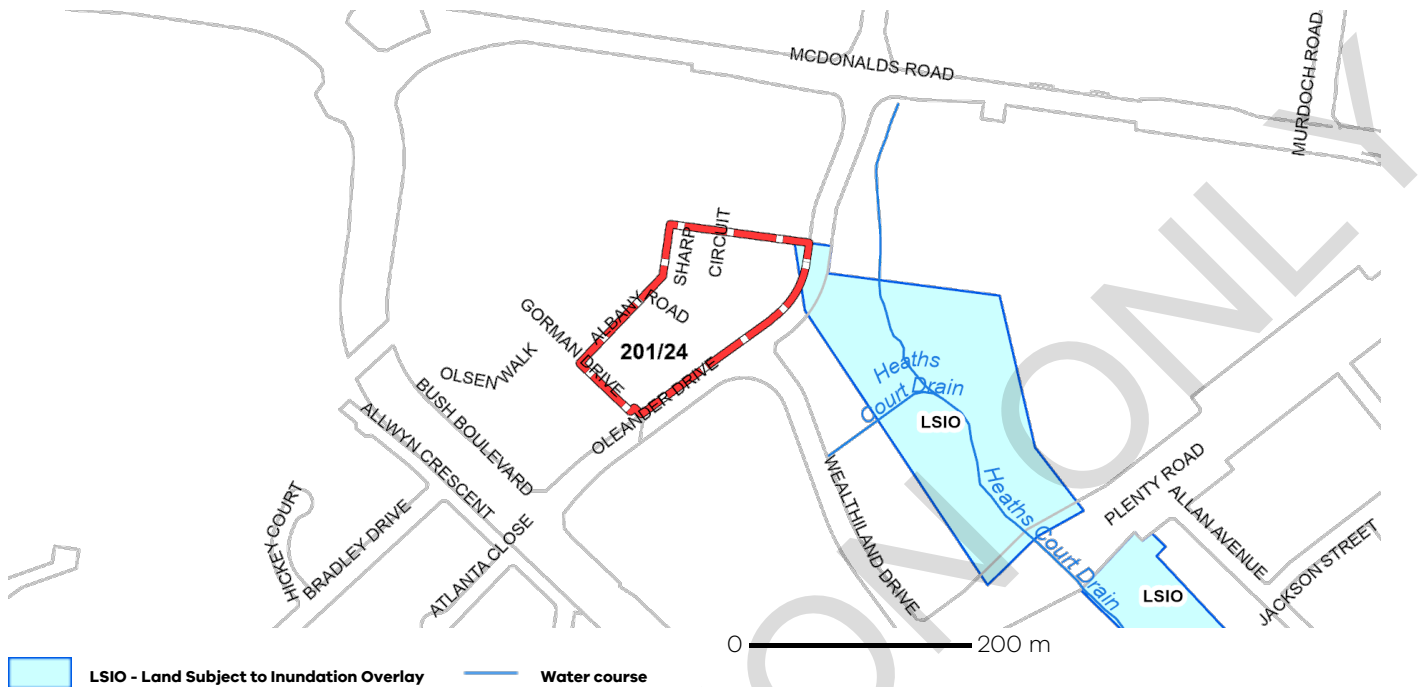 MCDONALDS ROAD
MURDOCH ROAD
SHARP
CIRCUIT
ALBANY ROAD
GORMAN DRIVE
201/24
OLSEN WALK
OLEANDER DRIVE
BUSH BOULEVARD
ALLWYN CRESCENT
HICKEY COURT
BRADLEY DRIVE
ATLANTA CLOSE
Heaths
Court Drain
LSIO
WEALTHILAND DRIVE
Heaths Court Drain
PLENTY ROAD
ALLAN AVENUE
JACKSON STREET
LSIO
ONLY
0 200 m
LSIO - Land Subject to Inundation Overlay
Water course